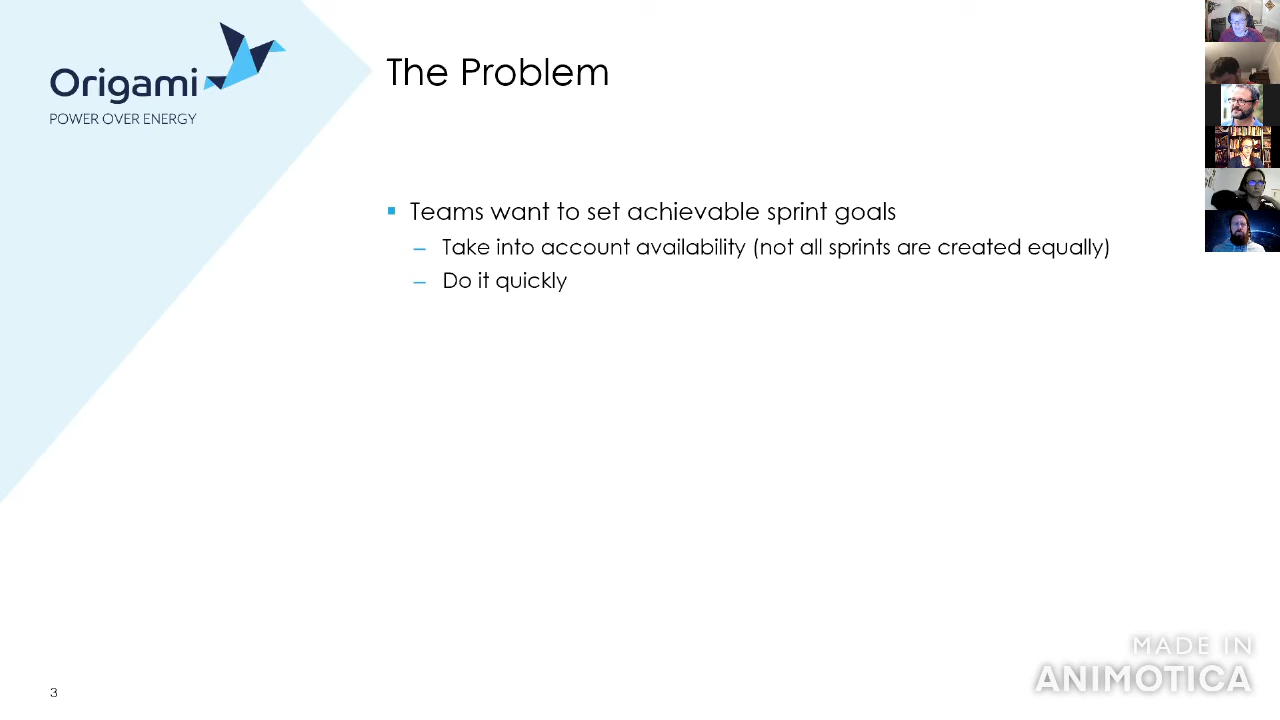 Origami
POWER OVER ENERGY
The Problem
▪ Teams want to set achievable sprint goals
– Take into account availability (not all sprints are created equally)
– Do it quickly
3
MADE IN
ANIMOTICA